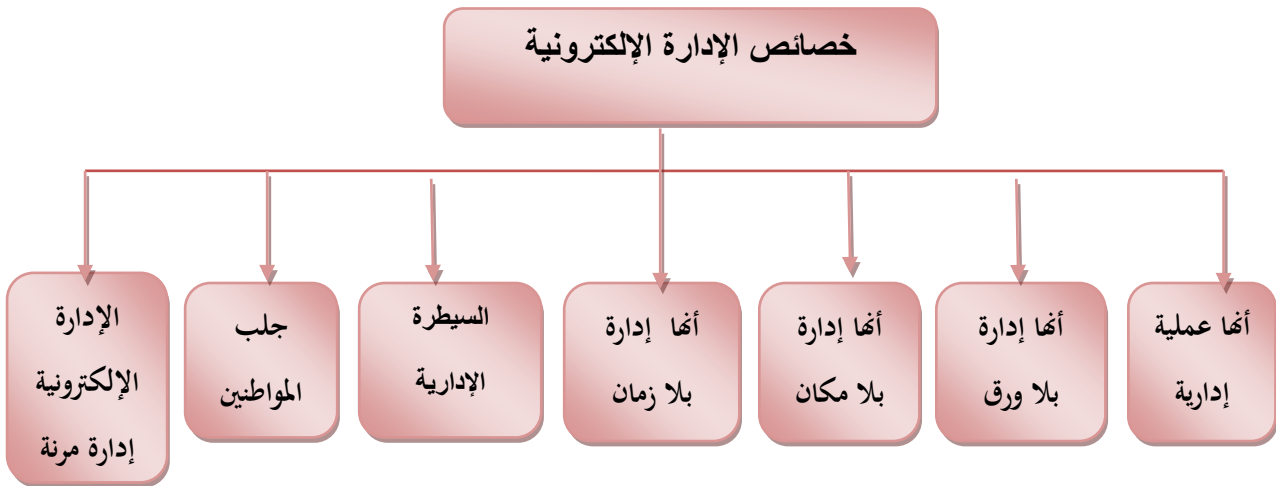 خصائص الإدارة الإلكترونية
أنها عملية
إدارية
أنها إدارة
بلا ورق
أنها إدارة
بلا مكان
أنها إدارة
بلا زمان
السيطرة
الإدارية
جلب
المواطنين
الإدارة
الإلكترونية
إدارة مرنة